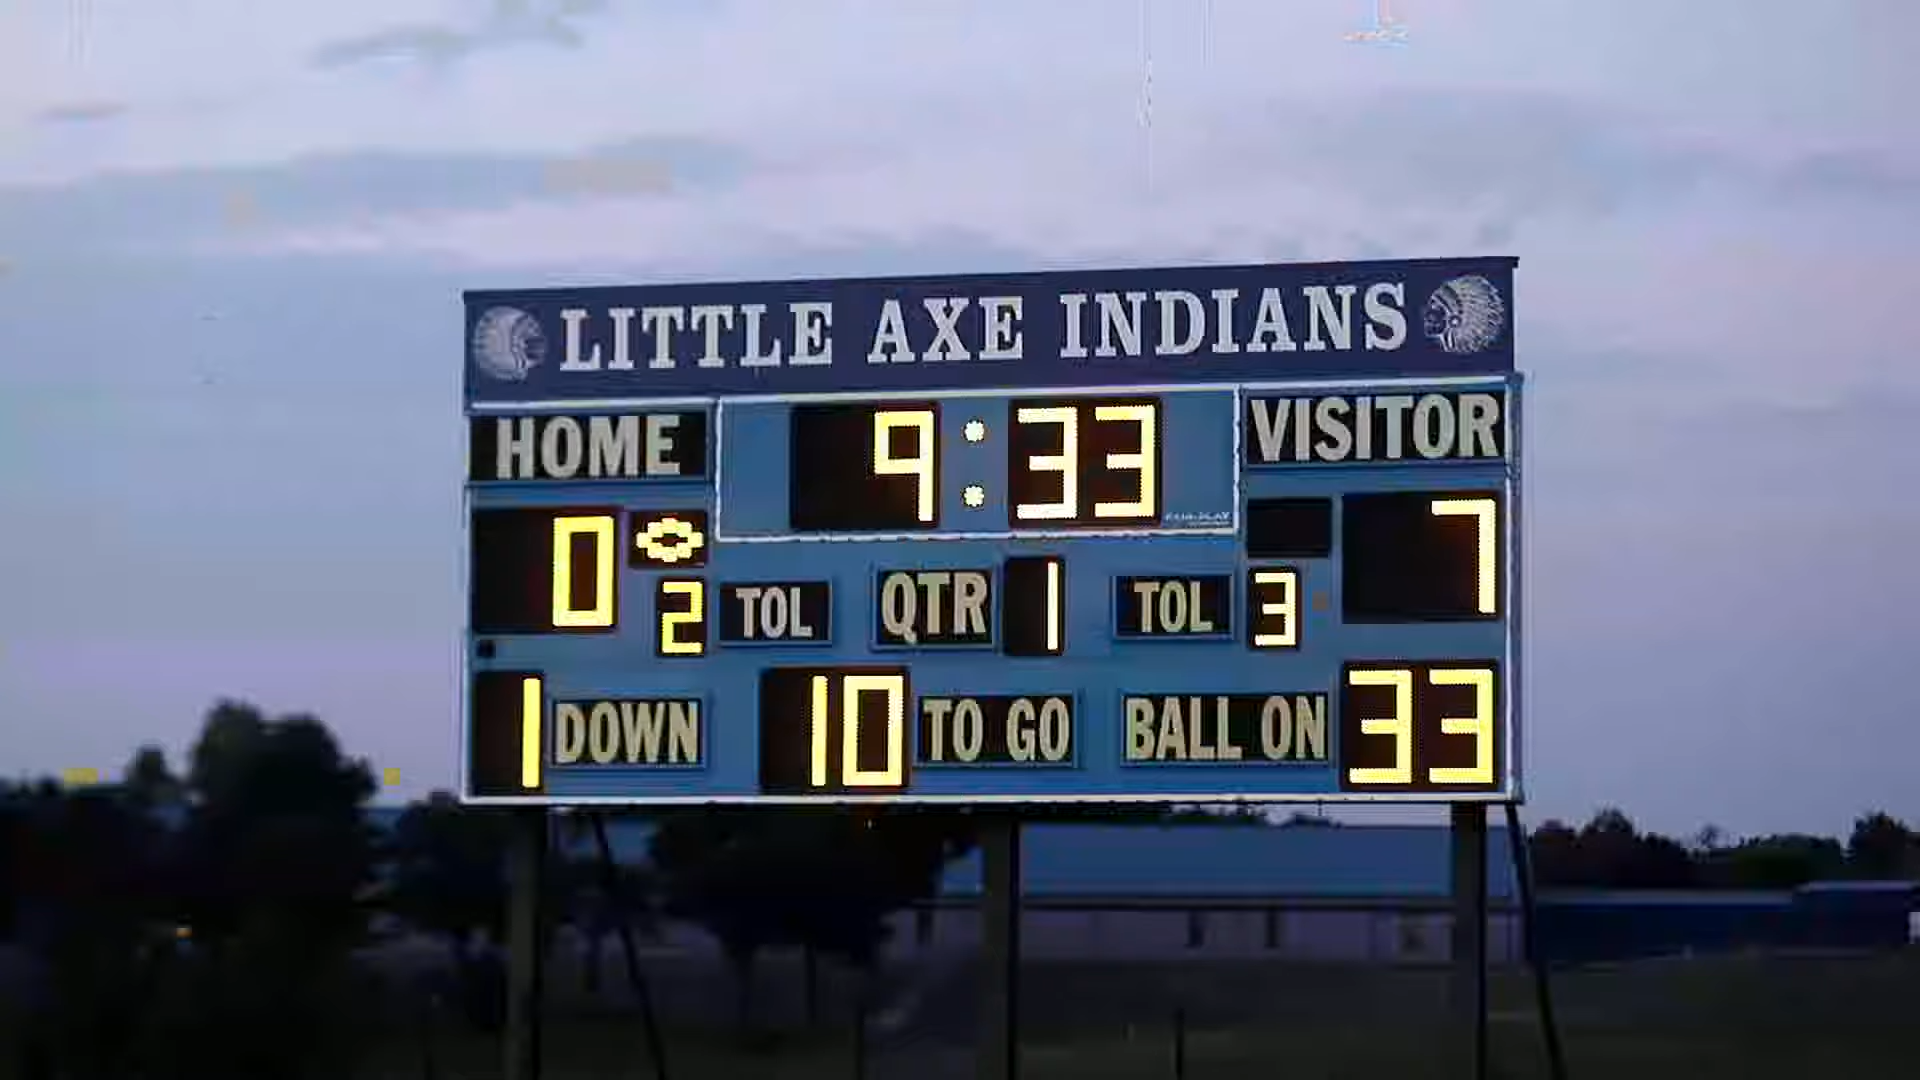 LITTLE AXE INDIANS
HOME 9:33 VISITOR
0 7
2 TOL QTR 1 TOL 3
1 DOWN 10 TO GO BALL ON 33